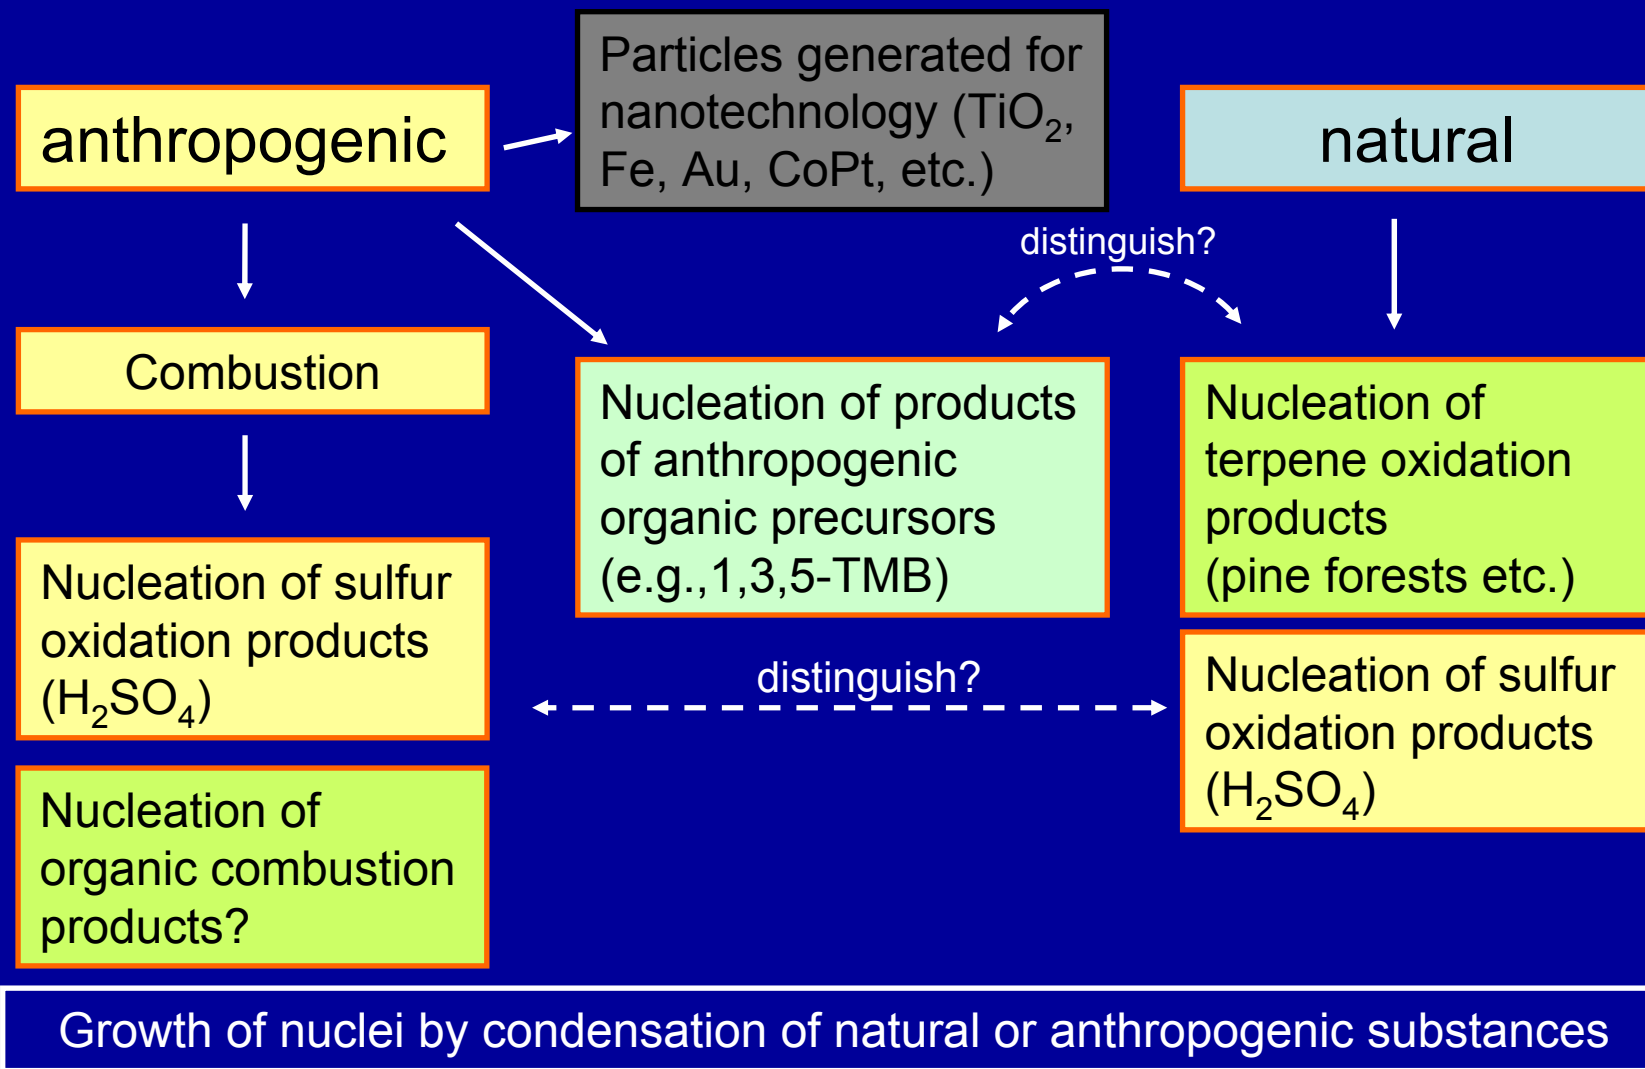 anthropogenic
Particles generated for
nanotechnology (TiO₂,
Fe, Au, CoPt, etc.)
natural
distinguish?
Combustion
Nucleation of products
of anthropogenic
organic precursors
(e.g.,1,3,5-TMB)
Nucleation of
terpene oxidation
products
(pine forests etc.)
Nucleation of sulfur
oxidation products
(H₂SO₄)
distinguish?
Nucleation of sulfur
oxidation products
(H₂SO₄)
Nucleation of
organic combustion
products?
Growth of nuclei by condensation of natural or anthropogenic substances